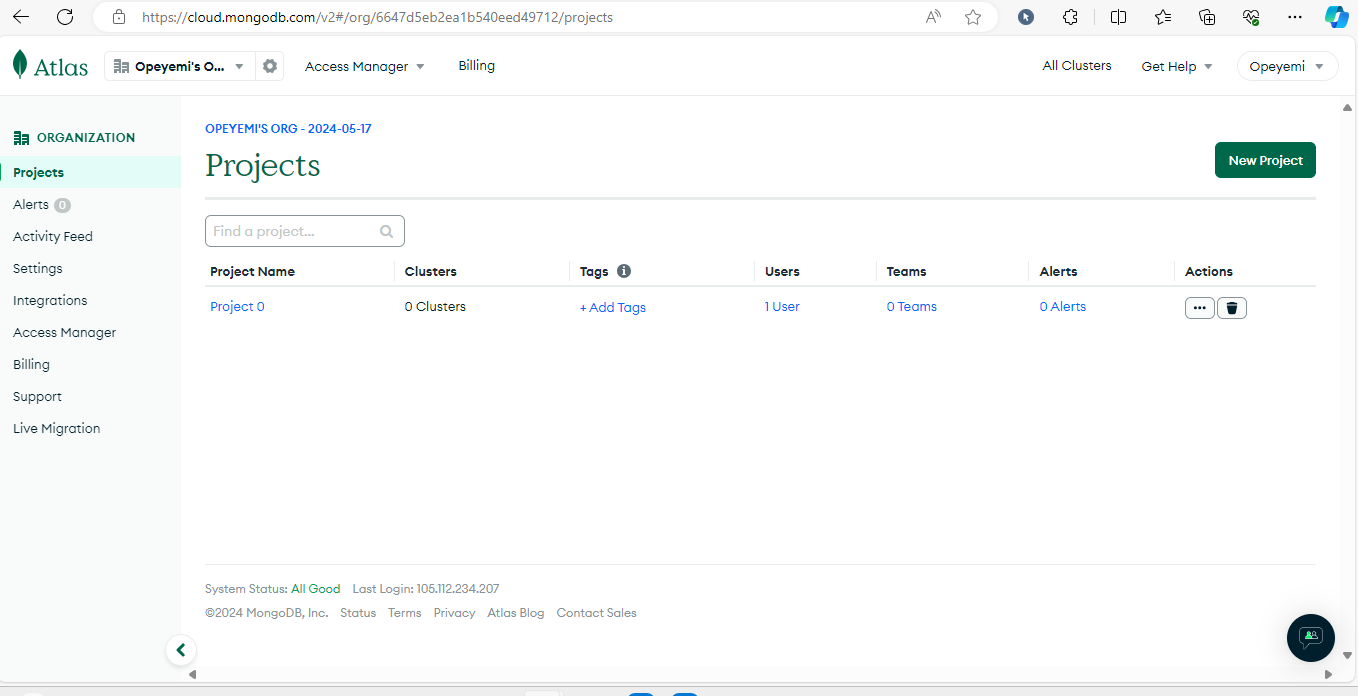 https://cloud.mongodb.com/v2#/org/6647d5eb2ea1b540eed49712/projects
Atlas
Opeyemi's O...
Access Manager
Billing
All Clusters
Get Help
Opeyemi
ORGANIZATION
Projects
Alerts 0
Activity Feed
Settings
Integrations
Access Manager
Billing
Support
Live Migration
OPEYEMI'S ORG - 2024-05-17
Projects
New Project
Find a project...
Project Name Clusters Tags Users Teams Alerts Actions
Project 0 0 Clusters + Add Tags 1 User 0 Teams 0 Alerts
System Status: All Good Last Login: 105.112.234.207
©2024 MongoDB, Inc. Status Terms Privacy Atlas Blog Contact Sales